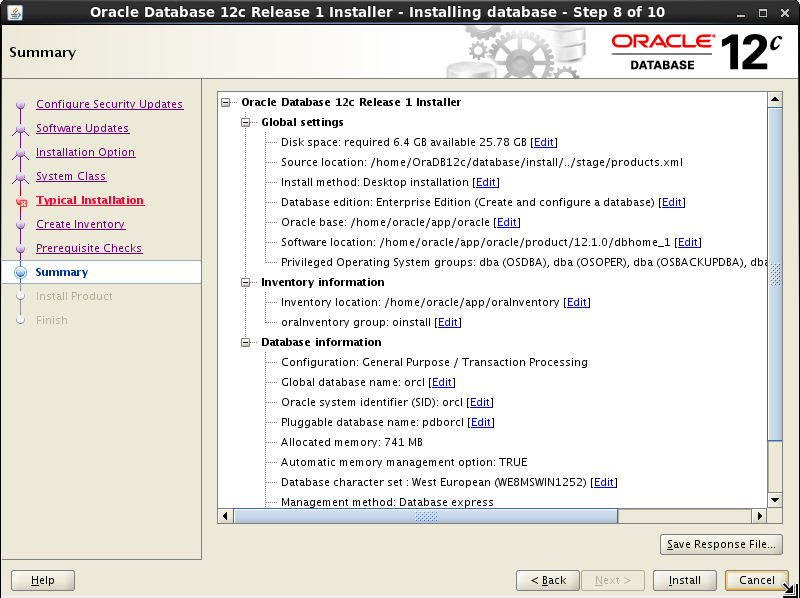 Oracle Database 12c Release 1 Installer - Installing database - Step 8 of 10
Summary
ORACLE
DATABASE
12c
Configure Security Updates
Software Updates
Installation Option
System Class
Typical Installation
Create Inventory
Prerequisite Checks
Summary
Install Product
Finish
Oracle Database 12c Release 1 Installer
Global settings
Disk space: required 6.4 GB available 25.78 GB [Edit]
Source location: /home/OraDB12c/database/install/../stage/products.xml
Install method: Desktop installation [Edit]
Database edition: Enterprise Edition (Create and configure a database) [Edit]
Oracle base: /home/oracle/app/oracle [Edit]
Software location: /home/oracle/app/oracle/product/12.1.0/dbhome_1 [Edit]
Privileged Operating System groups: dba (OSDBA), dba (OSOPER), dba (OSBACKUPDBA), dba
Inventory information
Inventory location: /home/oracle/app/oraInventory [Edit]
oraInventory group: oinstall [Edit]
Database information
Configuration: General Purpose / Transaction Processing
Global database name: orcl [Edit]
Oracle system identifier (SID): orcl [Edit]
Pluggable database name: pdborcl [Edit]
Allocated memory: 741 MB
Automatic memory management option: TRUE
Database character set : West European (WE8MSWIN1252) [Edit]
Management method: Database express
Save Response File...
Help
< Back
Next >
Install
Cancel